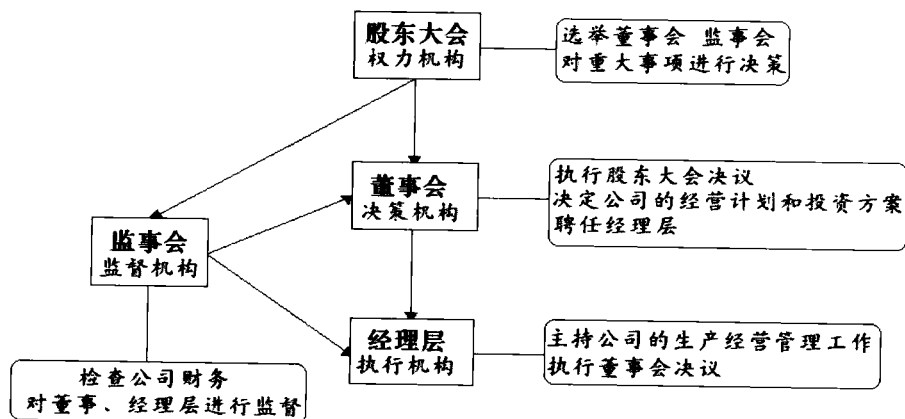 股东大会
权力机构
选举董事会 监事会
对重大事项进行决策
董事会
决策机构
执行股东大会决议
决定公司的经营计划和投资方案
聘任经理层
监事会
监督机构
经理层
执行机构
主持公司的生产经营管理工作
执行董事会决议
检查公司财务
对董事、经理层进行监督